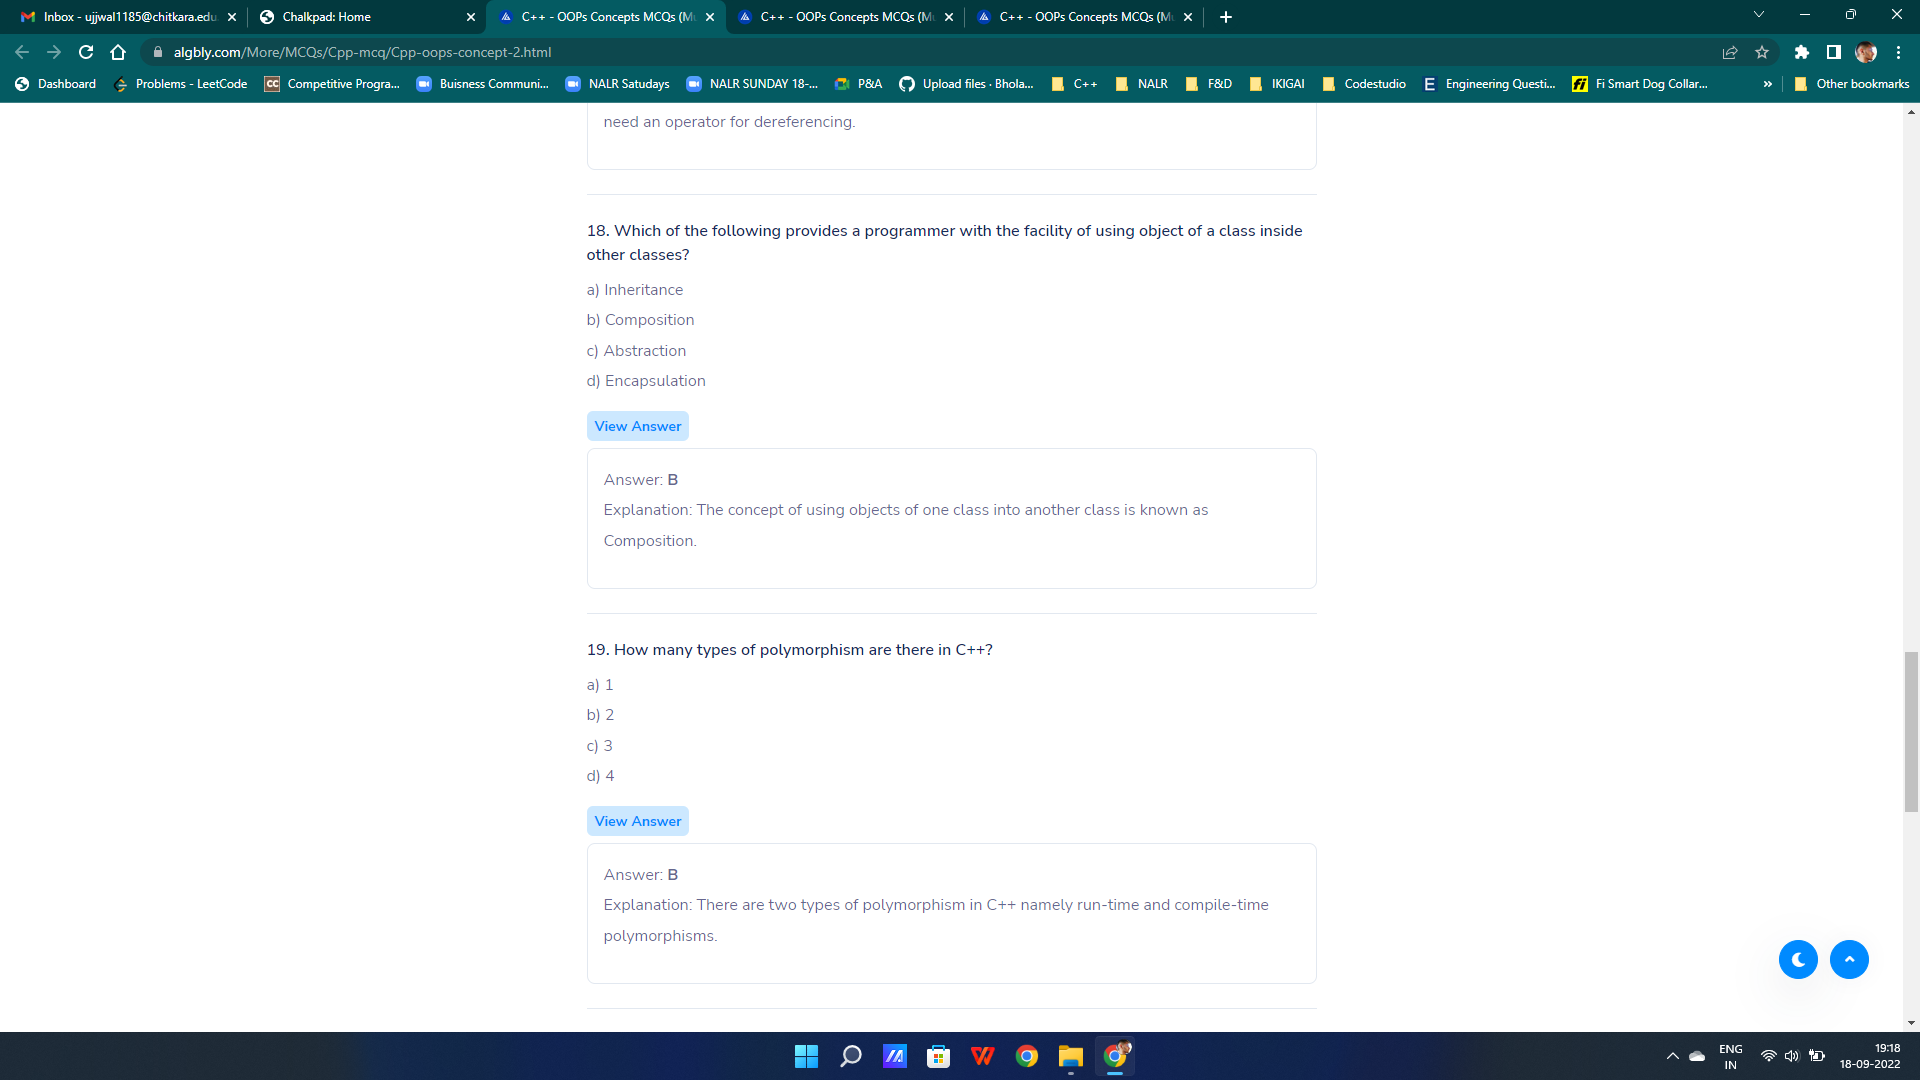 Inbox - ujjwal1185@chitkara.edu.
Chalkpad: Home
C++ - OOPs Concepts MCQs (Mu
C++ - OOPs Concepts MCQs (Mu
C++ - OOPs Concepts MCQs (Mu
algbly.com/More/MCQs/Cpp-mcq/Cpp-oops-concept-2.html
Dashboard
Problems - LeetCode
CC Competitive Progra...
Buisness Communi...
NALR Satudays
NALR SUNDAY 18-...
P&A
Upload files · Bhola...
C++
NALR
F&D
IKIGAI
Codestudio
E Engineering Questi...
fi Fi Smart Dog Collar...
»
Other bookmarks
need an operator for dereferencing.
18. Which of the following provides a programmer with the facility of using object of a class inside
other classes?
a) Inheritance
b) Composition
c) Abstraction
d) Encapsulation
View Answer
Answer: B
Explanation: The concept of using objects of one class into another class is known as
Composition.
19. How many types of polymorphism are there in C++?
a) 1
b) 2
c) 3
d) 4
View Answer
Answer: B
Explanation: There are two types of polymorphism in C++ namely run-time and compile-time
polymorphisms.
ENG
IN
19:18
18-09-2022